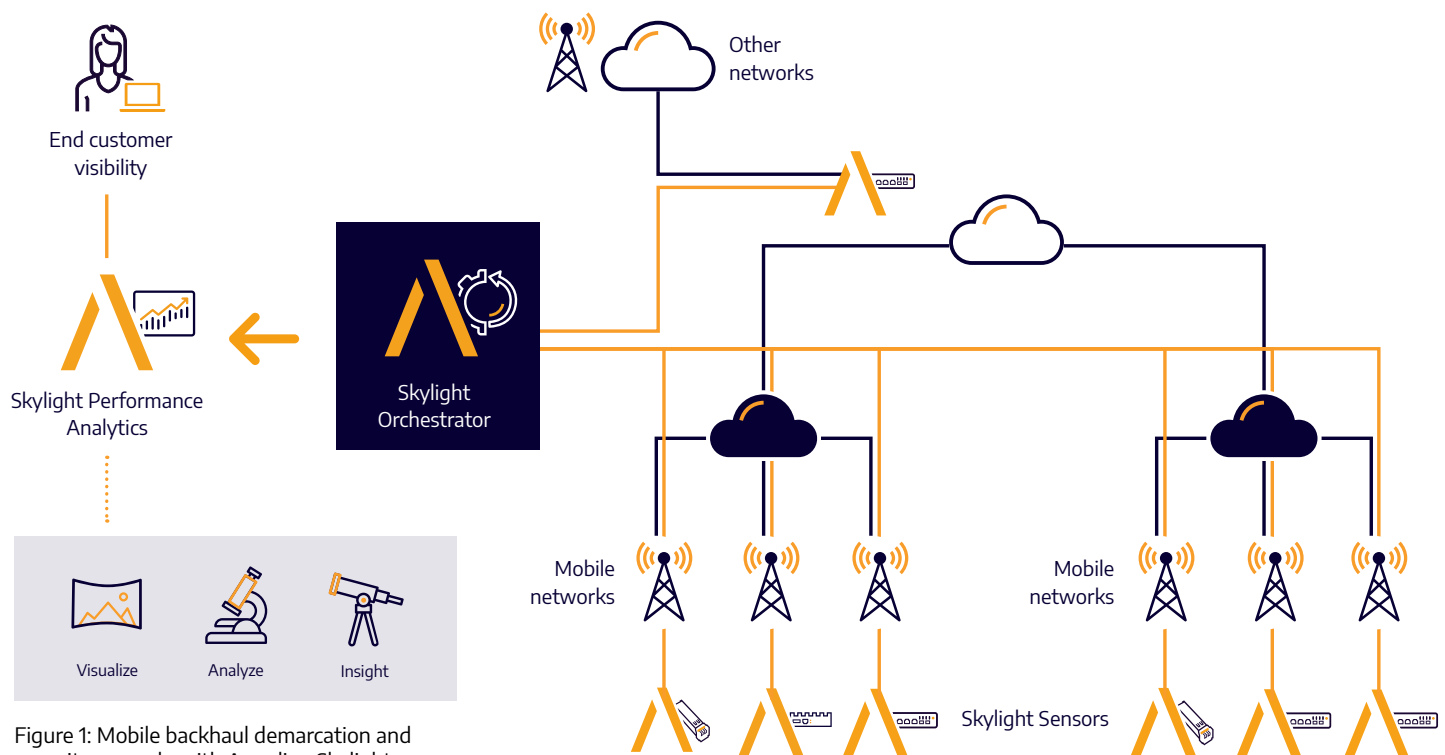 Other
networks
End customer
visibility
Skylight Performance
Analytics
Skylight
Orchestrator
Mobile
networks
Mobile
networks
Visualize
Analyze
Insight
Skylight Sensors
Figure 1: Mobile backhaul demarcation and